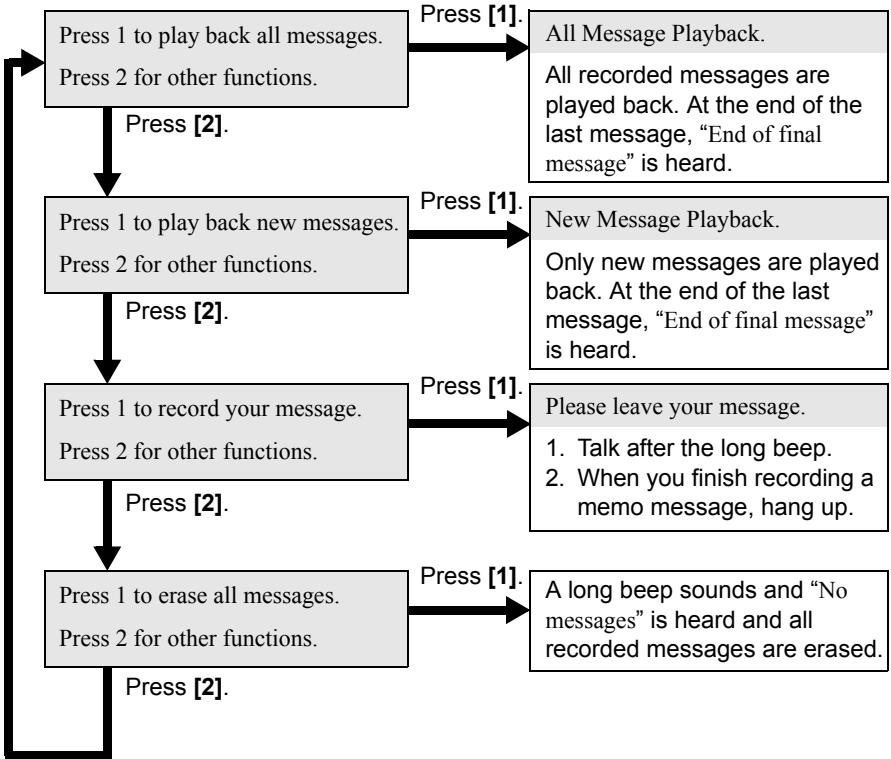 Press [1].
Press 1 to play back all messages.
Press 2 for other functions.
All Message Playback.
All recorded messages are
played back. At the end of the
last message, “End of final
message” is heard.
Press [2].
Press [1].
Press 1 to play back new messages.
Press 2 for other functions.
New Message Playback.
Only new messages are played
back. At the end of the last
message, “End of final message”
is heard.
Press [2].
Press [1].
Press 1 to record your message.
Press 2 for other functions.
Please leave your message.
1. Talk after the long beep.
2. When you finish recording a
memo message, hang up.
Press [2].
Press [1].
Press 1 to erase all messages.
Press 2 for other functions.
A long beep sounds and “No
messages” is heard and all
recorded messages are erased.
Press [2].